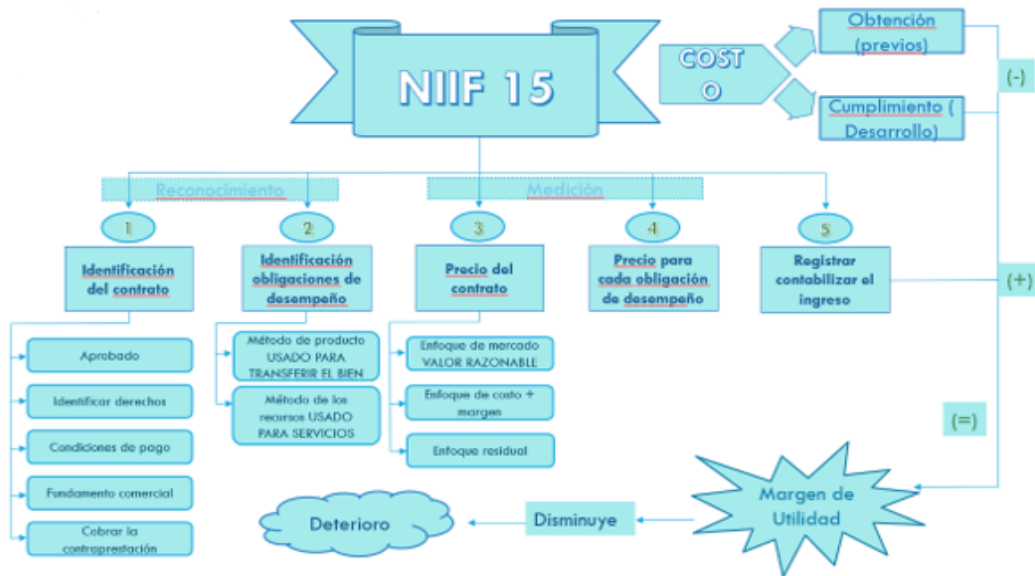 NIIF 15
COST
O
Obtención
(previos)
Cumplimiento (
Desarrollo)
(-)
Reconocimiento
Medición
1
2
3
4
5
Identificación
del contrato
Identificación
obligaciones de
desempeño
Precio del
contrato
Precio para
cada obligación
de desempeño
Registrar
contabilizar el
ingreso
(+)
Aprobado
Identificar derechos
Condiciones de pago
Fundamento comercial
Cobrar la
contraprestación
Método de producto
USADO PARA
TRANSFERIR EL BIEN
Método de los
recursos USADO
PARA SERVICIOS
Enfoque de mercado
VALOR RAZONABLE
Enfoque de costo +
margen
Enfoque residual
(=)
Margen de
Utilidad
Disminuye
Deterioro